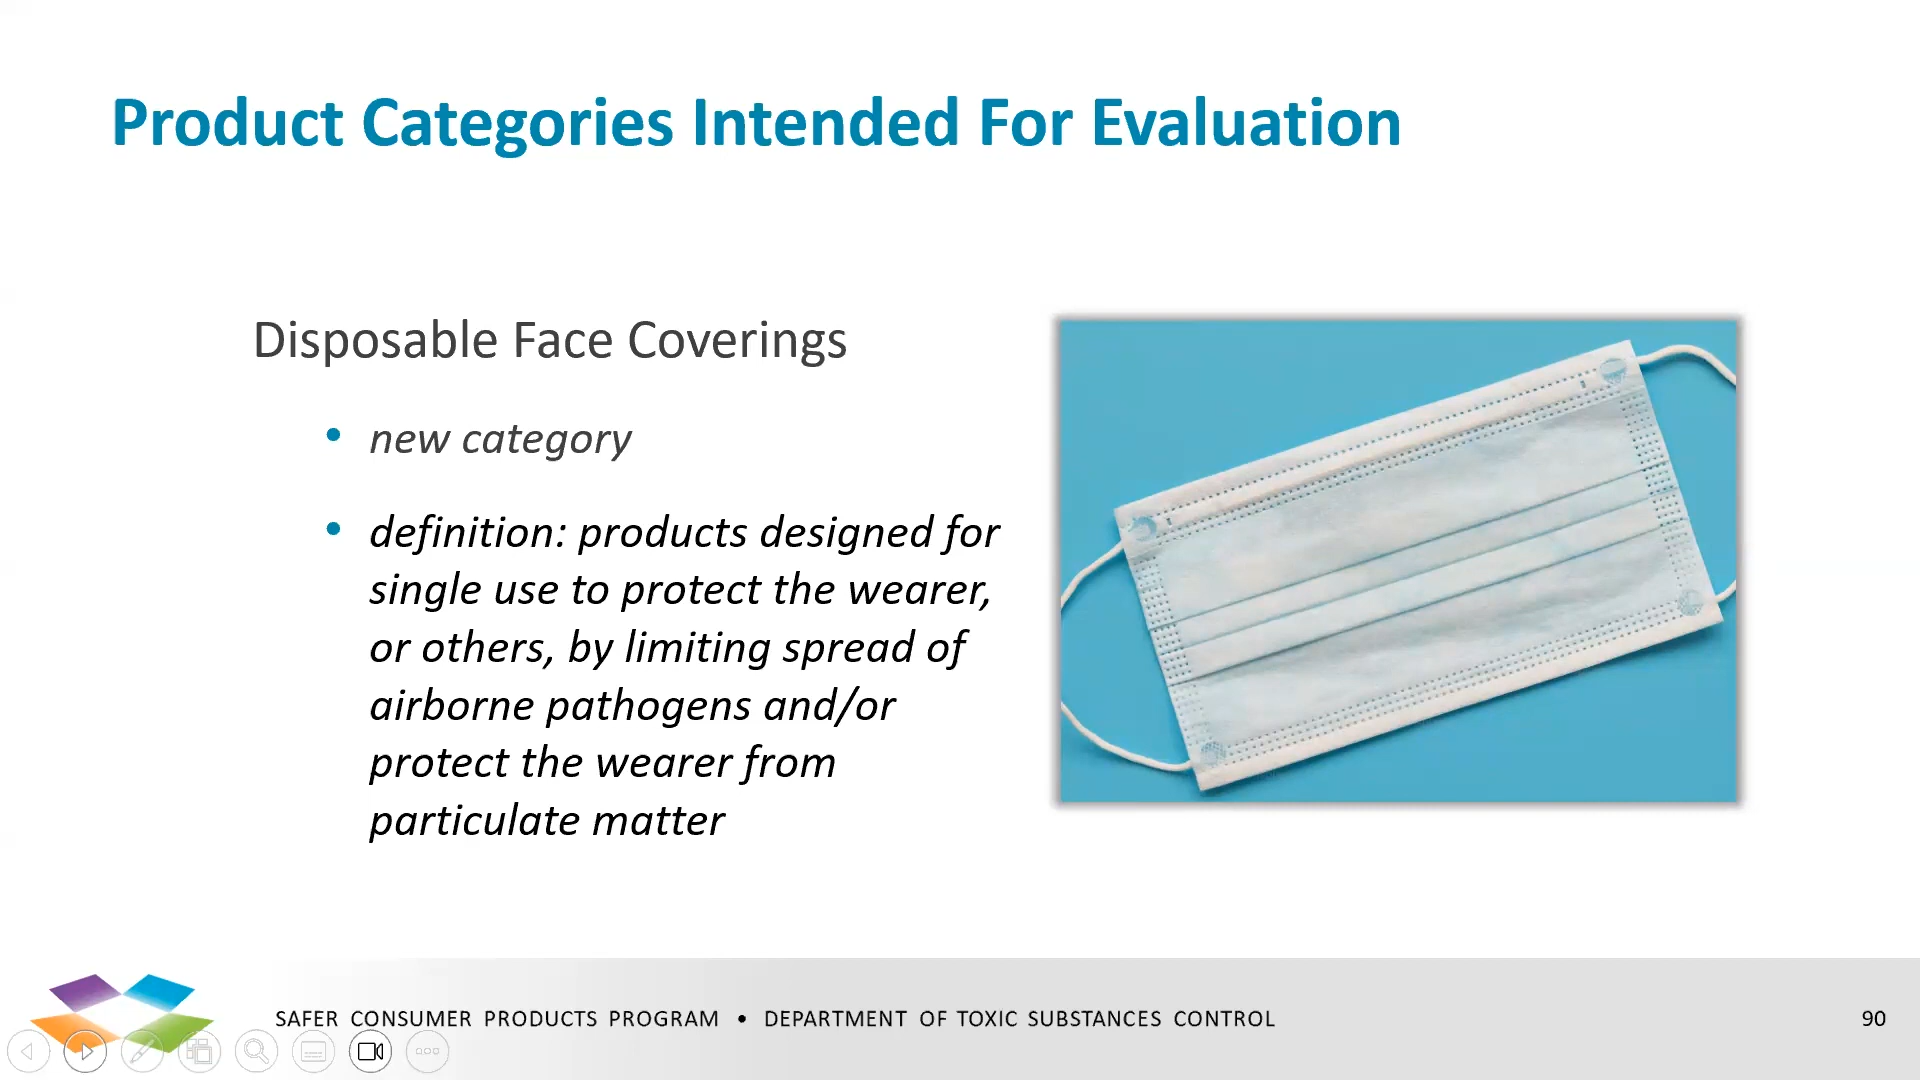 Product Categories Intended For Evaluation
Disposable Face Coverings
• new category
• definition: products designed for
single use to protect the wearer,
or others, by limiting spread of
airborne pathogens and/or
protect the wearer from
particulate matter
SAFER CONSUMER PRODUCTS PROGRAM • DEPARTMENT OF TOXIC SUBSTANCES CONTROL
90